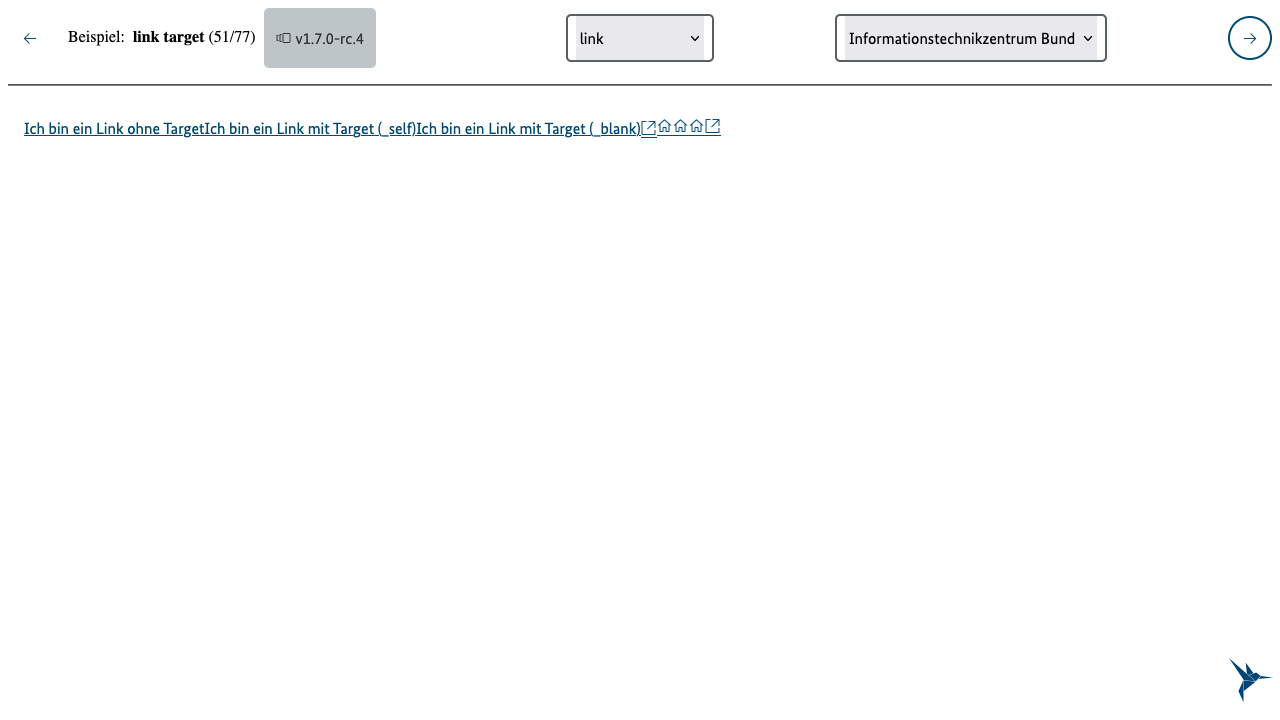 Beispiel: link target (51/77) v1.7.0-rc.4 link Informationstechnikzentrum Bund
Ich bin ein Link ohne TargetIch bin ein Link mit Target (_self)Ich bin ein Link mit Target (_blank)